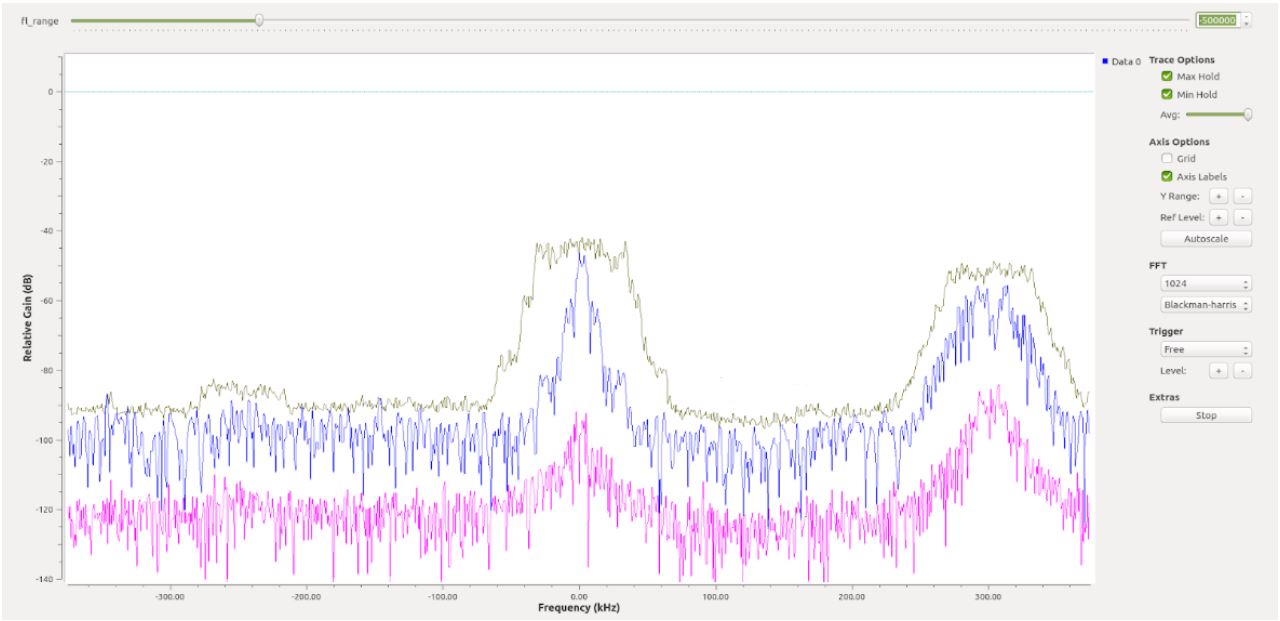 fl_range
-500000
Data 0
Trace Options
Max Hold
Min Hold
Avg:
Axis Options
Grid
Axis Labels
Y Range: + -
Ref Level: + -
Autoscale
FFT
1024
Blackman-harris
Trigger
Free
Level: + -
Extras
Stop
Relative Gain (dB)
0
-20
-40
-60
-80
-100
-120
-140
-300.00 -200.00 -100.00 0.00 100.00 200.00 300.00
Frequency (kHz)